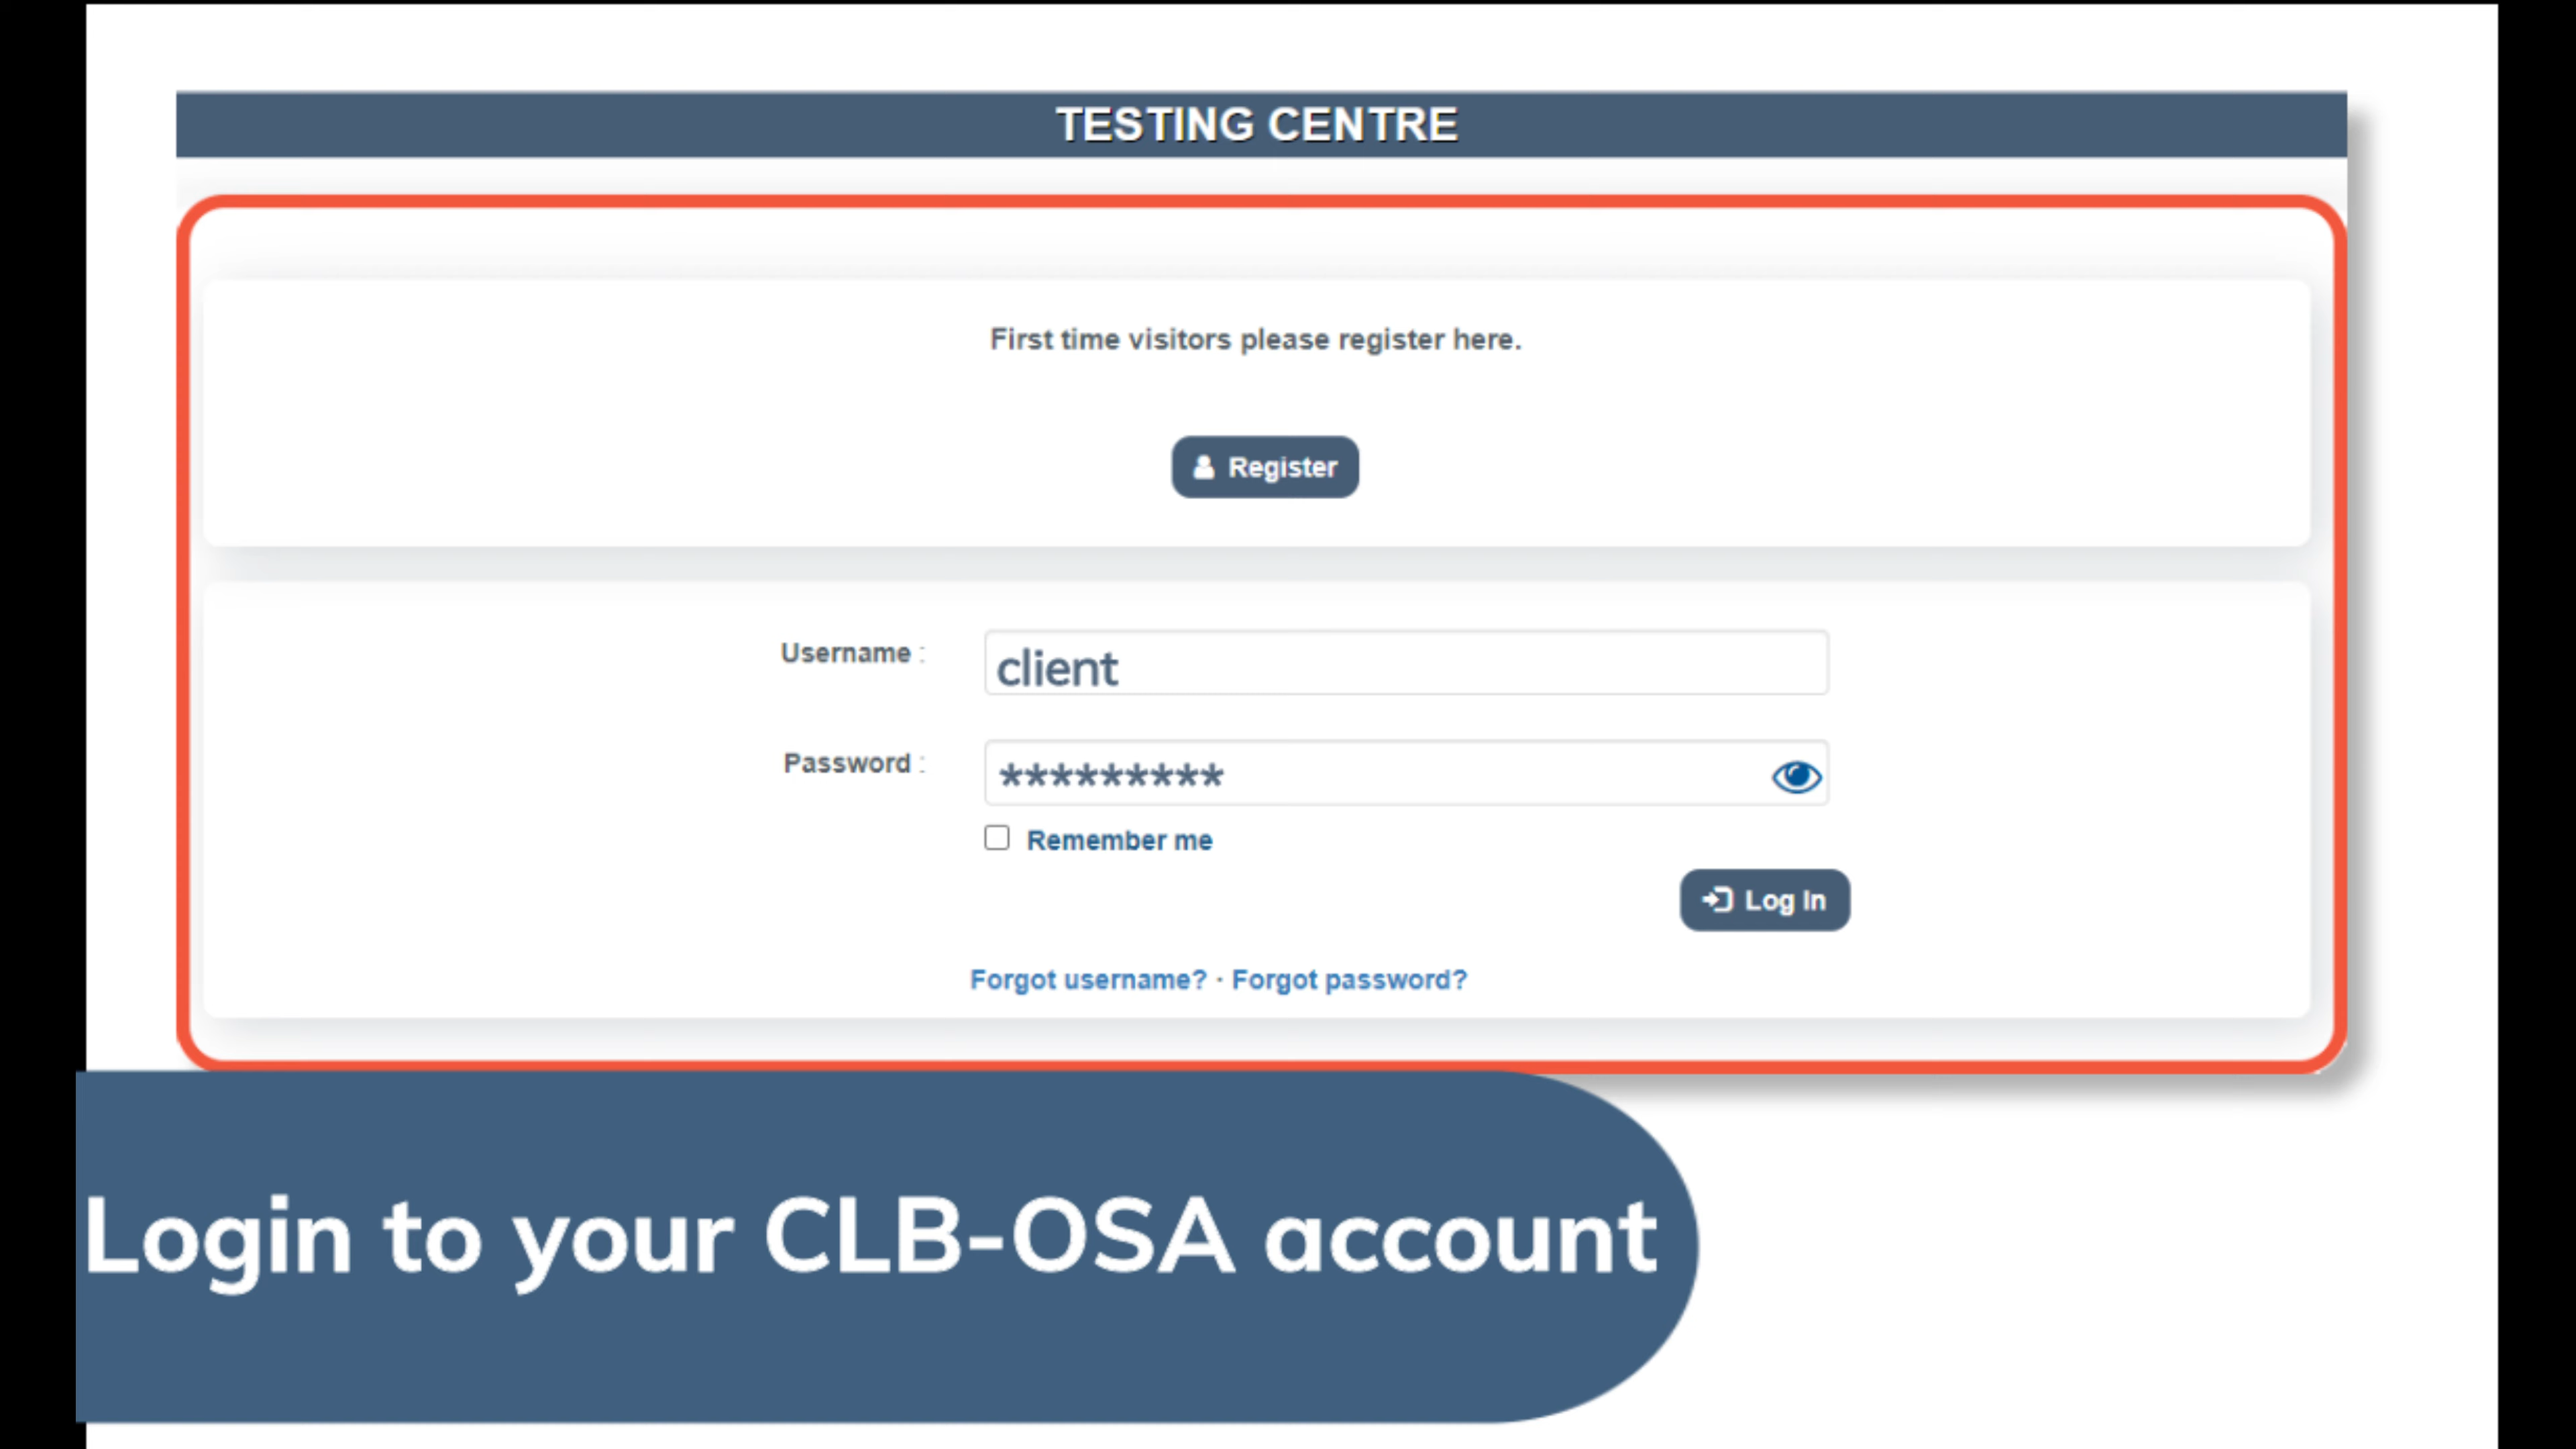 TESTING CENTRE
First time visitors please register here.
Register
Username :
client
Password :
*********
Remember me
Log In
Forgot username? · Forgot password?
Login to your CLB-OSA account